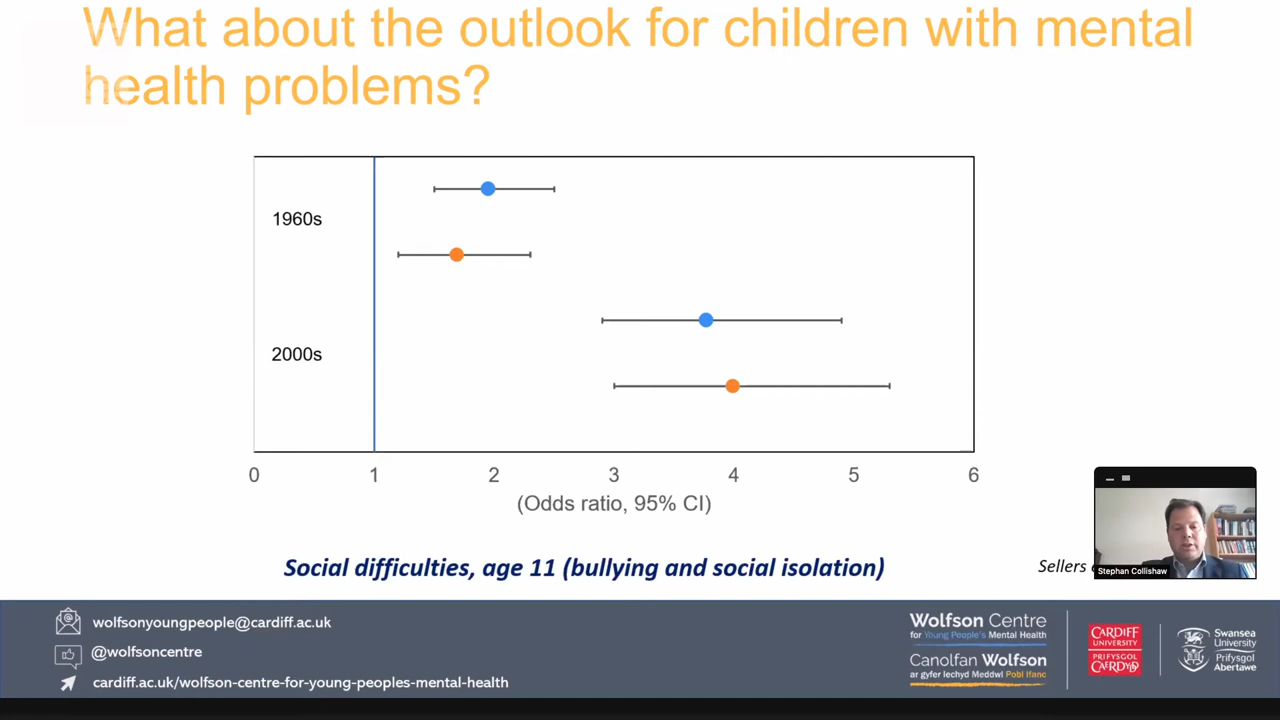 What about the outlook for children with mental
health problems?
1960s
2000s
0 1 2 3 4 5 6
(Odds ratio, 95% CI)
Social difficulties, age 11 (bullying and social isolation)
Sellers
Stephan Collishaw
wolfsonyoungpeople@cardiff.ac.uk
@wolfsoncentre
cardiff.ac.uk/wolfson-centre-for-young-peoples-mental-health
Wolfson Centre
for Young People's Mental Health
Canolfan Wolfson
ar gyfer Iechyd Meddwl Pobl Ifanc
CARDIFF
UNIVERSITY
PRIFYSGOL
CAERDYD
Swansea
University
Prifysgol
Abertawe